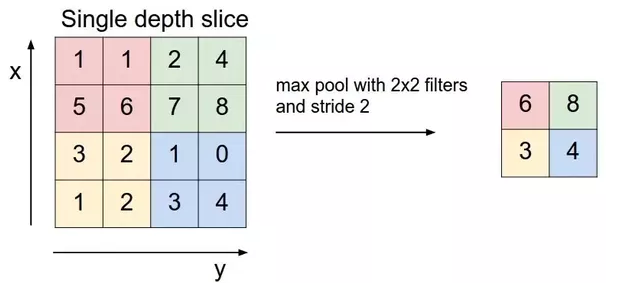 Single depth slice
x
1 1 2 4
5 6 7 8
3 2 1 0
1 2 3 4
y
max pool with 2x2 filters
and stride 2
6 8
3 4